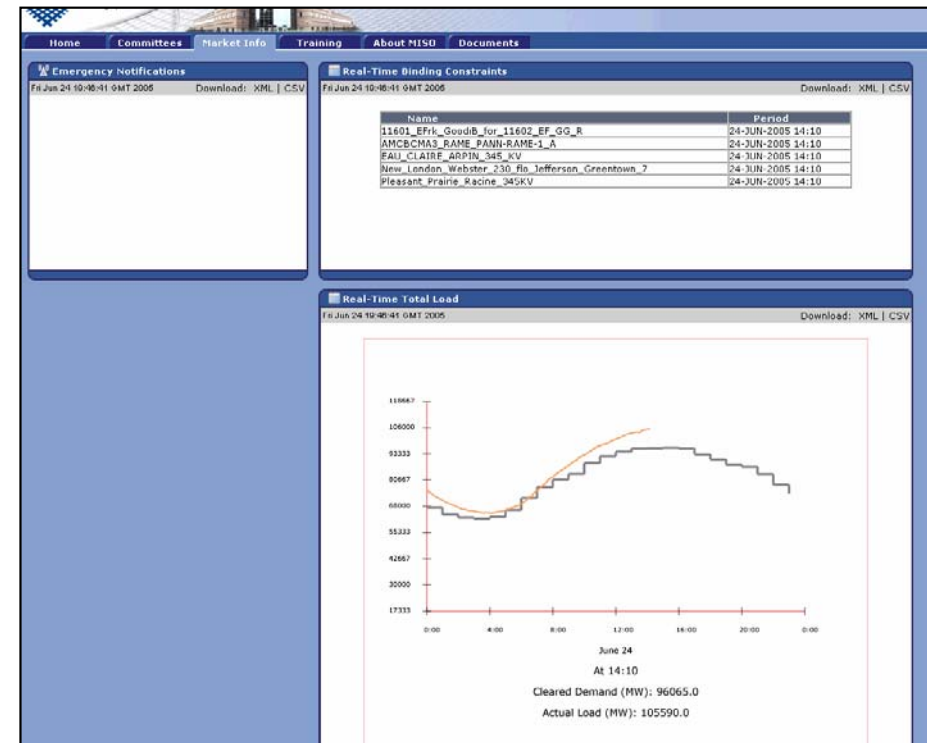 Home Committees Market Info Training About MISO Documents
Emergency Notifications
Fri Jun 24 19:46:41 GMT 2005 Download: XML | CSV
Real-Time Binding Constraints
Fri Jun 24 19:46:41 GMT 2005 Download: XML | CSV
Name Period
11601_EFrk_GoodiB_for_11602_EF_GG_R 24-JUN-2005 14:10
AMCBCMA3_RAME_PANN-RAME-1_A 24-JUN-2005 14:10
EAU_CLAIRE_ARPIN_345_KV 24-JUN-2005 14:10
New_London_Webster_230_flo_Jefferson_Greentown_7 24-JUN-2005 14:10
Pleasant_Prairie_Racine_345KV 24-JUN-2005 14:10
Real-Time Total Load
Fri Jun 24 19:46:41 GMT 2005 Download: XML | CSV
118667
106000
93333
80667
68000
55333
42667
30000
17333
0:00 4:00 8:00 12:00 16:00 20:00 0:00
June 24
At 14:10
Cleared Demand (MW): 96065.0
Actual Load (MW): 105590.0